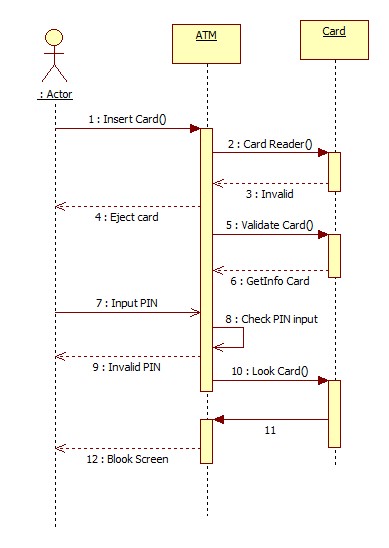 ATM
Card
: Actor
1 : Insert Card()
2 : Card Reader()
3 : Invalid
4 : Eject card
5 : Validate Card()
6 : GetInfo Card
7 : Input PIN
8 : Check PIN input
9 : Invalid PIN
10 : Look Card()
11
12 : Blook Screen